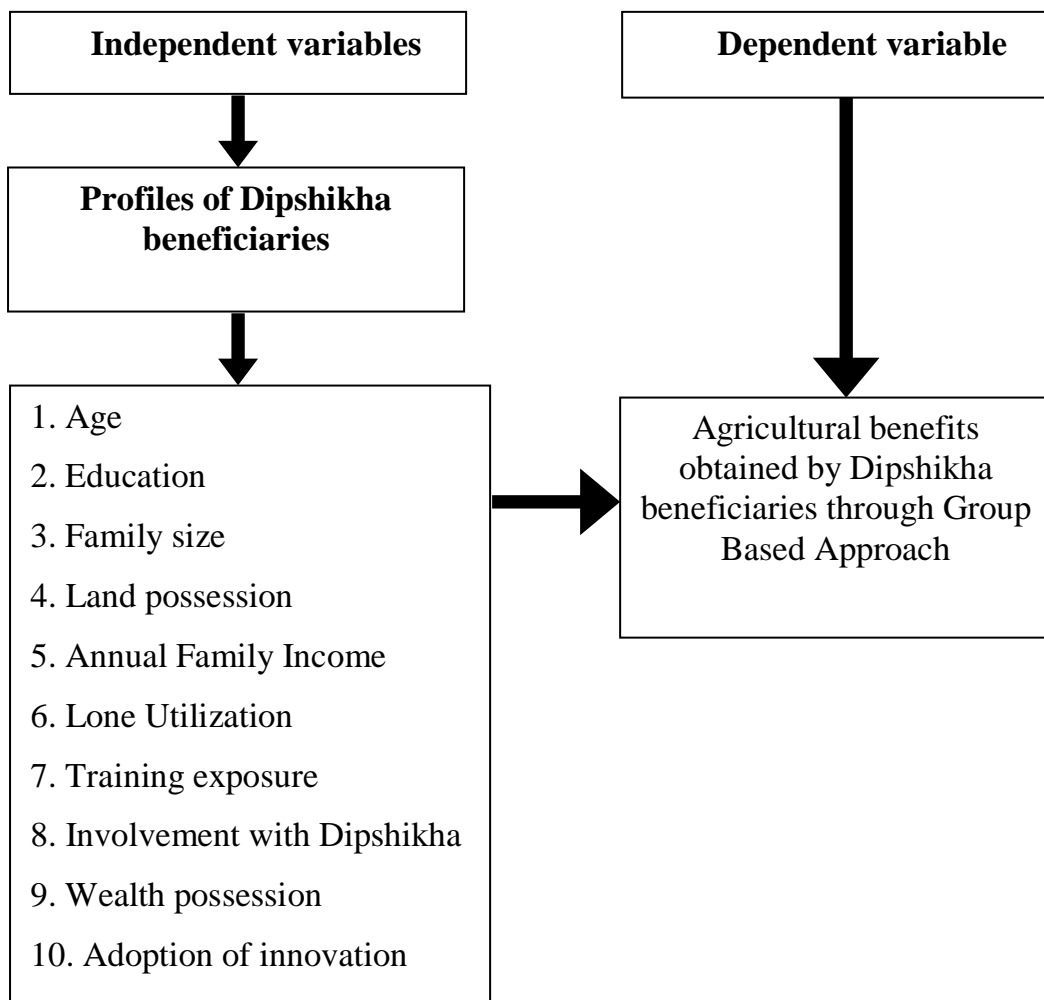 Independent variables
Dependent variable
Profiles of Dipshikha
beneficiaries
1. Age
2. Education
3. Family size
4. Land possession
5. Annual Family Income
6. Lone Utilization
7. Training exposure
8. Involvement with Dipshikha
9. Wealth possession
10. Adoption of innovation
Agricultural benefits
obtained by Dipshikha
beneficiaries through Group
Based Approach